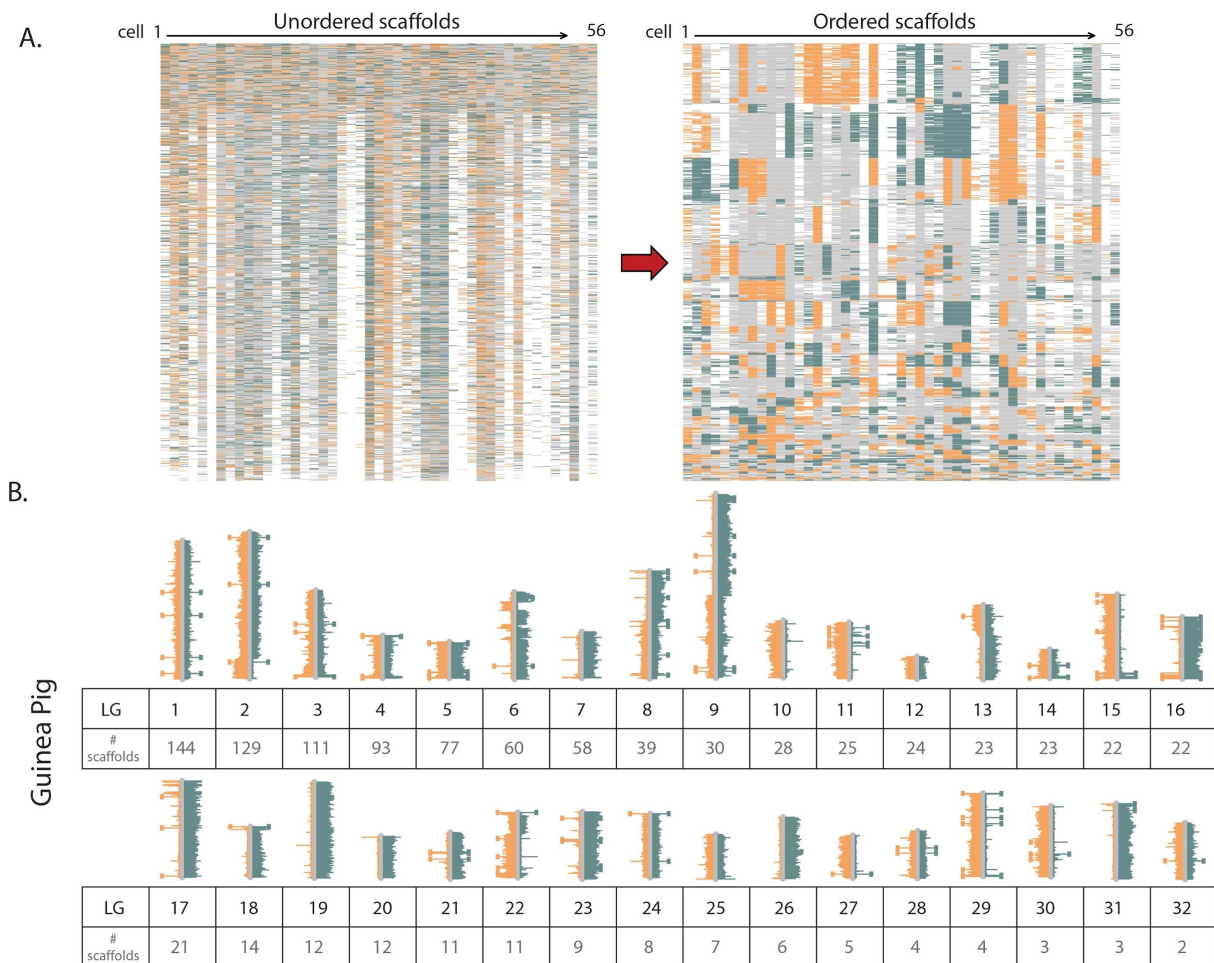 A.
Unordered scaffolds
cell 1 56
Ordered scaffolds
cell 1 56
B.
Guinea Pig
LG 1 2 3 4 5 6 7 8 9 10 11 12 13 14 15 16
# scaffolds 144 129 111 93 77 60 58 39 30 28 25 24 23 23 22 22
LG 17 18 19 20 21 22 23 24 25 26 27 28 29 30 31 32
# scaffolds 21 14 12 12 11 11 9 8 7 6 5 4 4 3 3 2